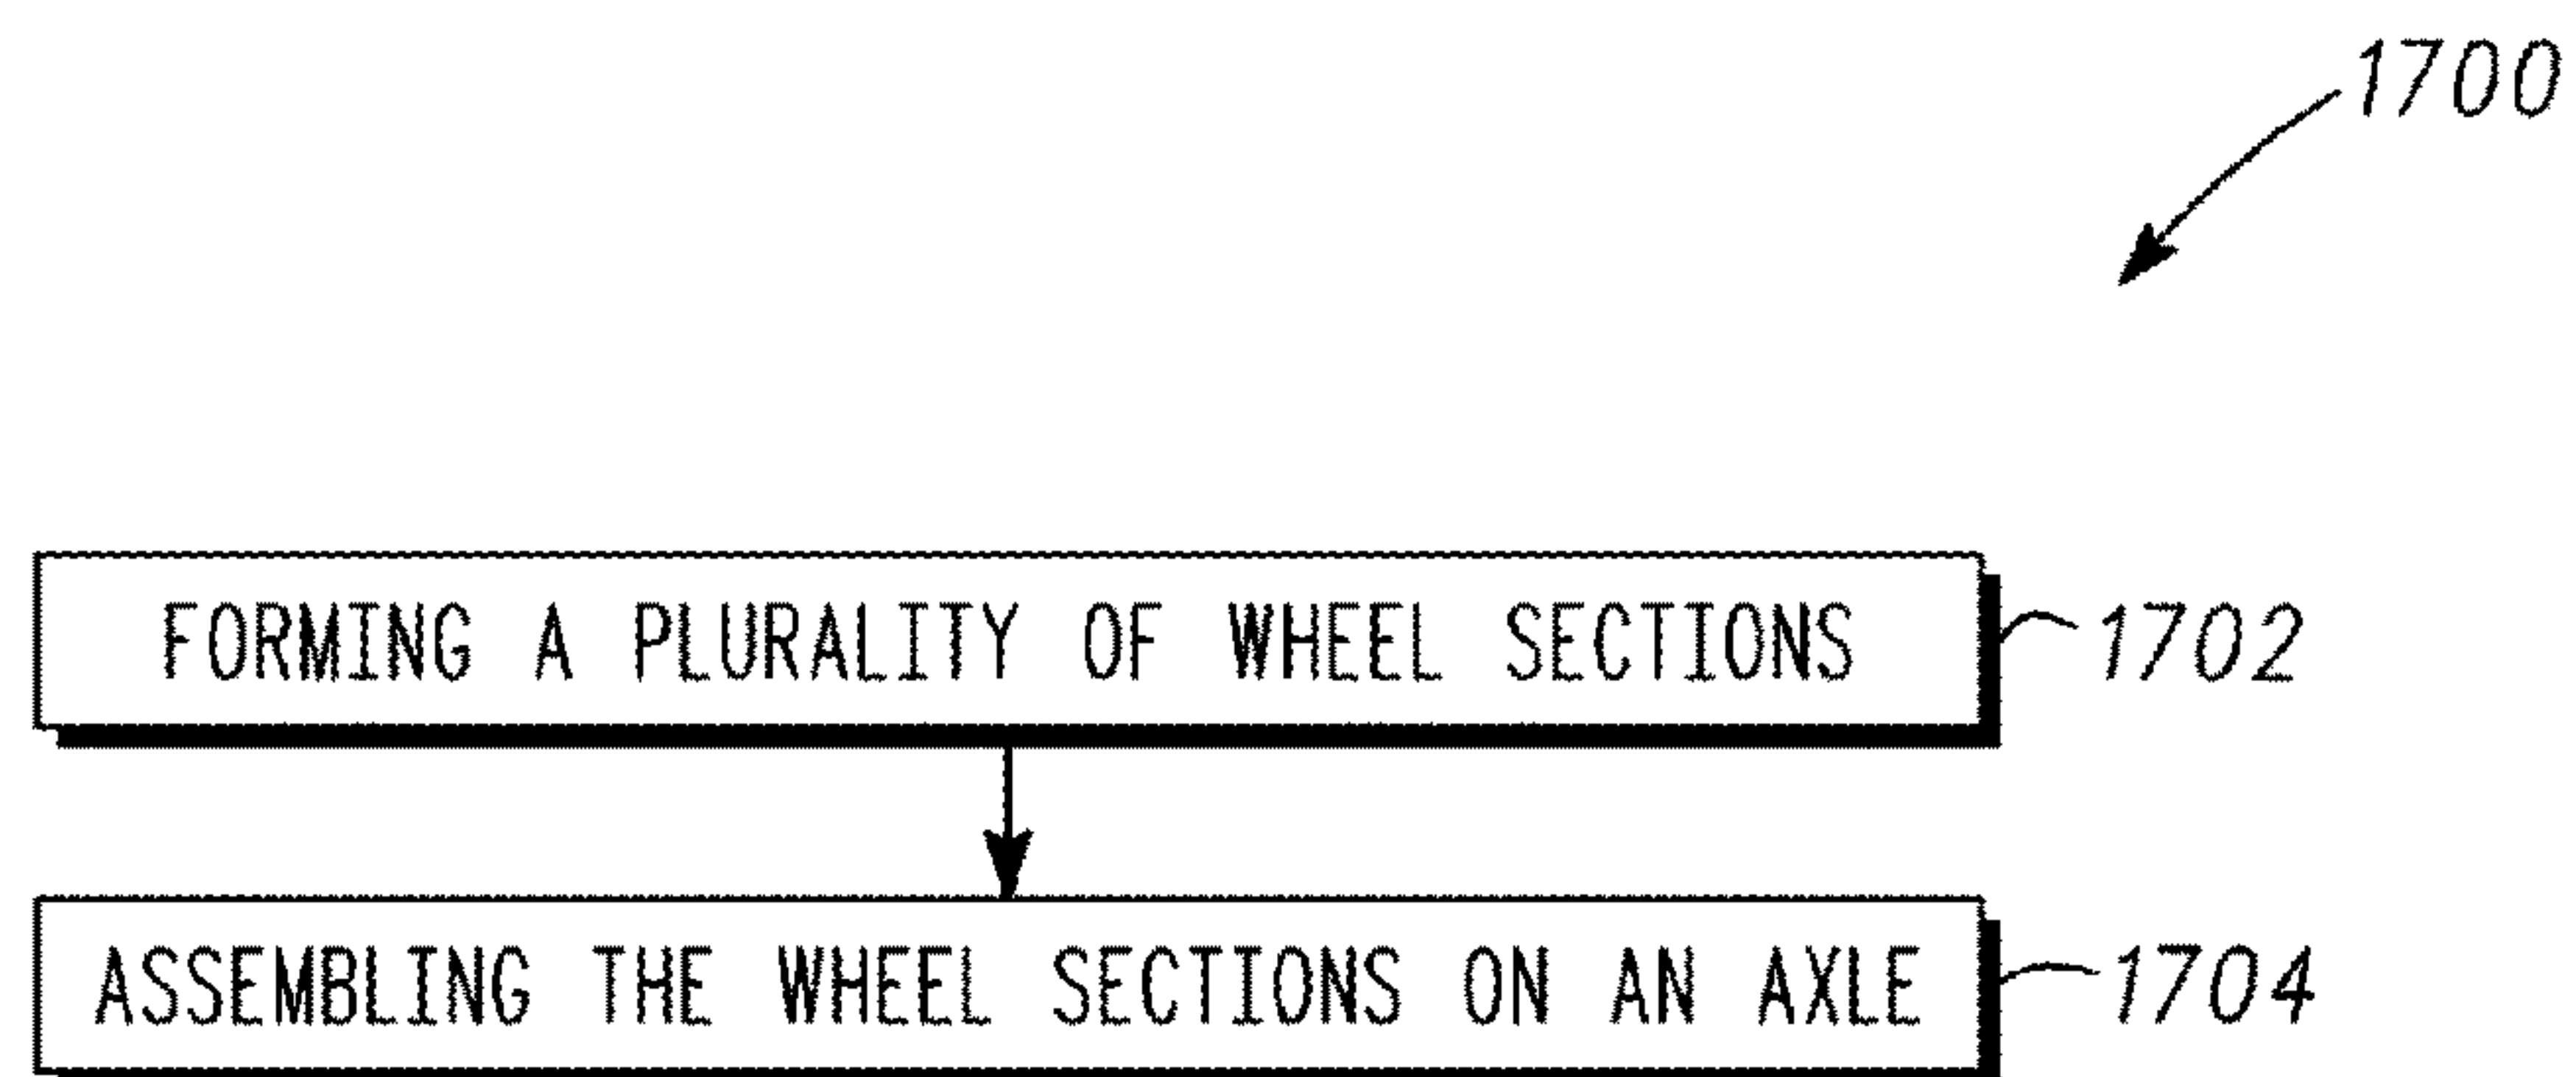 1700
FORMING A PLURALITY OF WHEEL SECTIONS
1702
ASSEMBLING THE WHEEL SECTIONS ON AN AXLE
1704